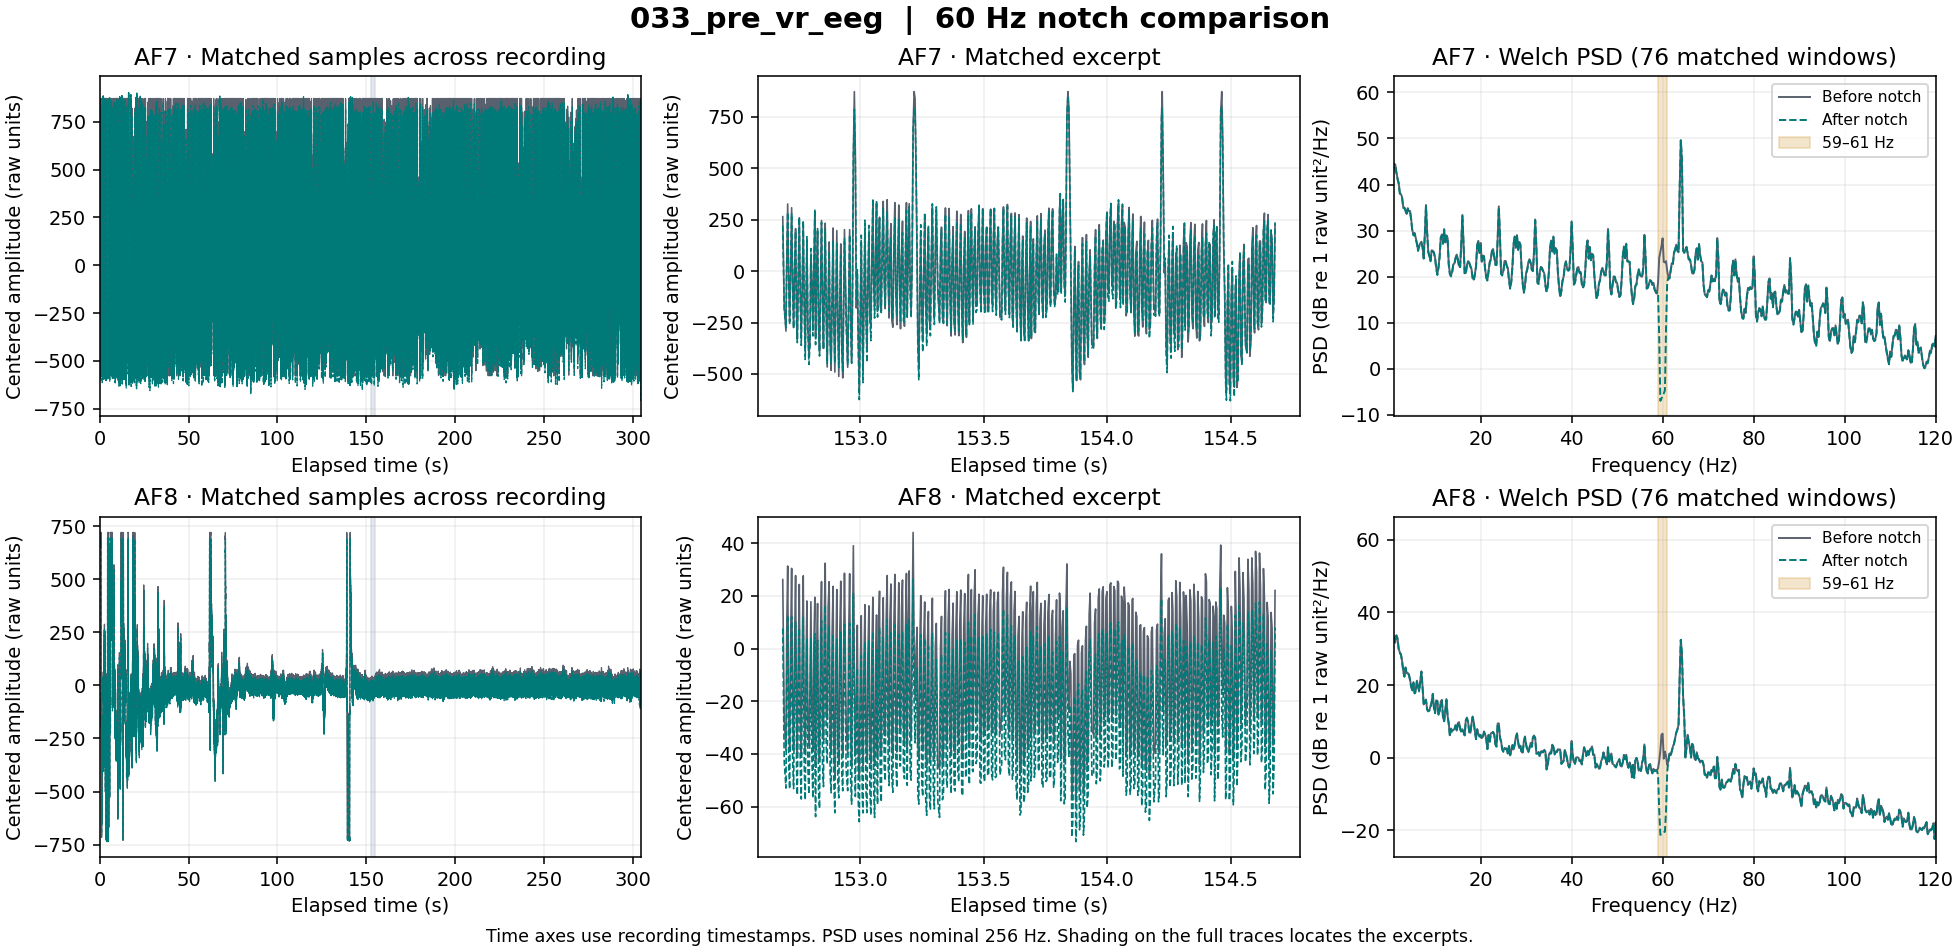 033_pre_vr_eeg | 60 Hz notch comparison
AF7 · Matched samples across recording
Centered amplitude (raw units)
750
500
250
0
−250
−500
−750
0 50 100 150 200 250 300
Elapsed time (s)
AF7 · Matched excerpt
Centered amplitude (raw units)
750
500
250
0
−250
−500
153.0 153.5 154.0 154.5
Elapsed time (s)
AF7 · Welch PSD (76 matched windows)
PSD (dB re 1 raw unit²/Hz)
60
50
40
30
20
10
0
−10
20 40 60 80 100 120
Frequency (Hz)
Before notch
After notch
59–61 Hz
AF8 · Matched samples across recording
Centered amplitude (raw units)
750
500
250
0
−250
−500
−750
0 50 100 150 200 250 300
Elapsed time (s)
AF8 · Matched excerpt
Centered amplitude (raw units)
40
20
0
−20
−40
−60
153.0 153.5 154.0 154.5
Elapsed time (s)
AF8 · Welch PSD (76 matched windows)
PSD (dB re 1 raw unit²/Hz)
60
40
20
0
−20
20 40 60 80 100 120
Frequency (Hz)
Before notch
After notch
59–61 Hz
Time axes use recording timestamps. PSD uses nominal 256 Hz. Shading on the full traces locates the excerpts.